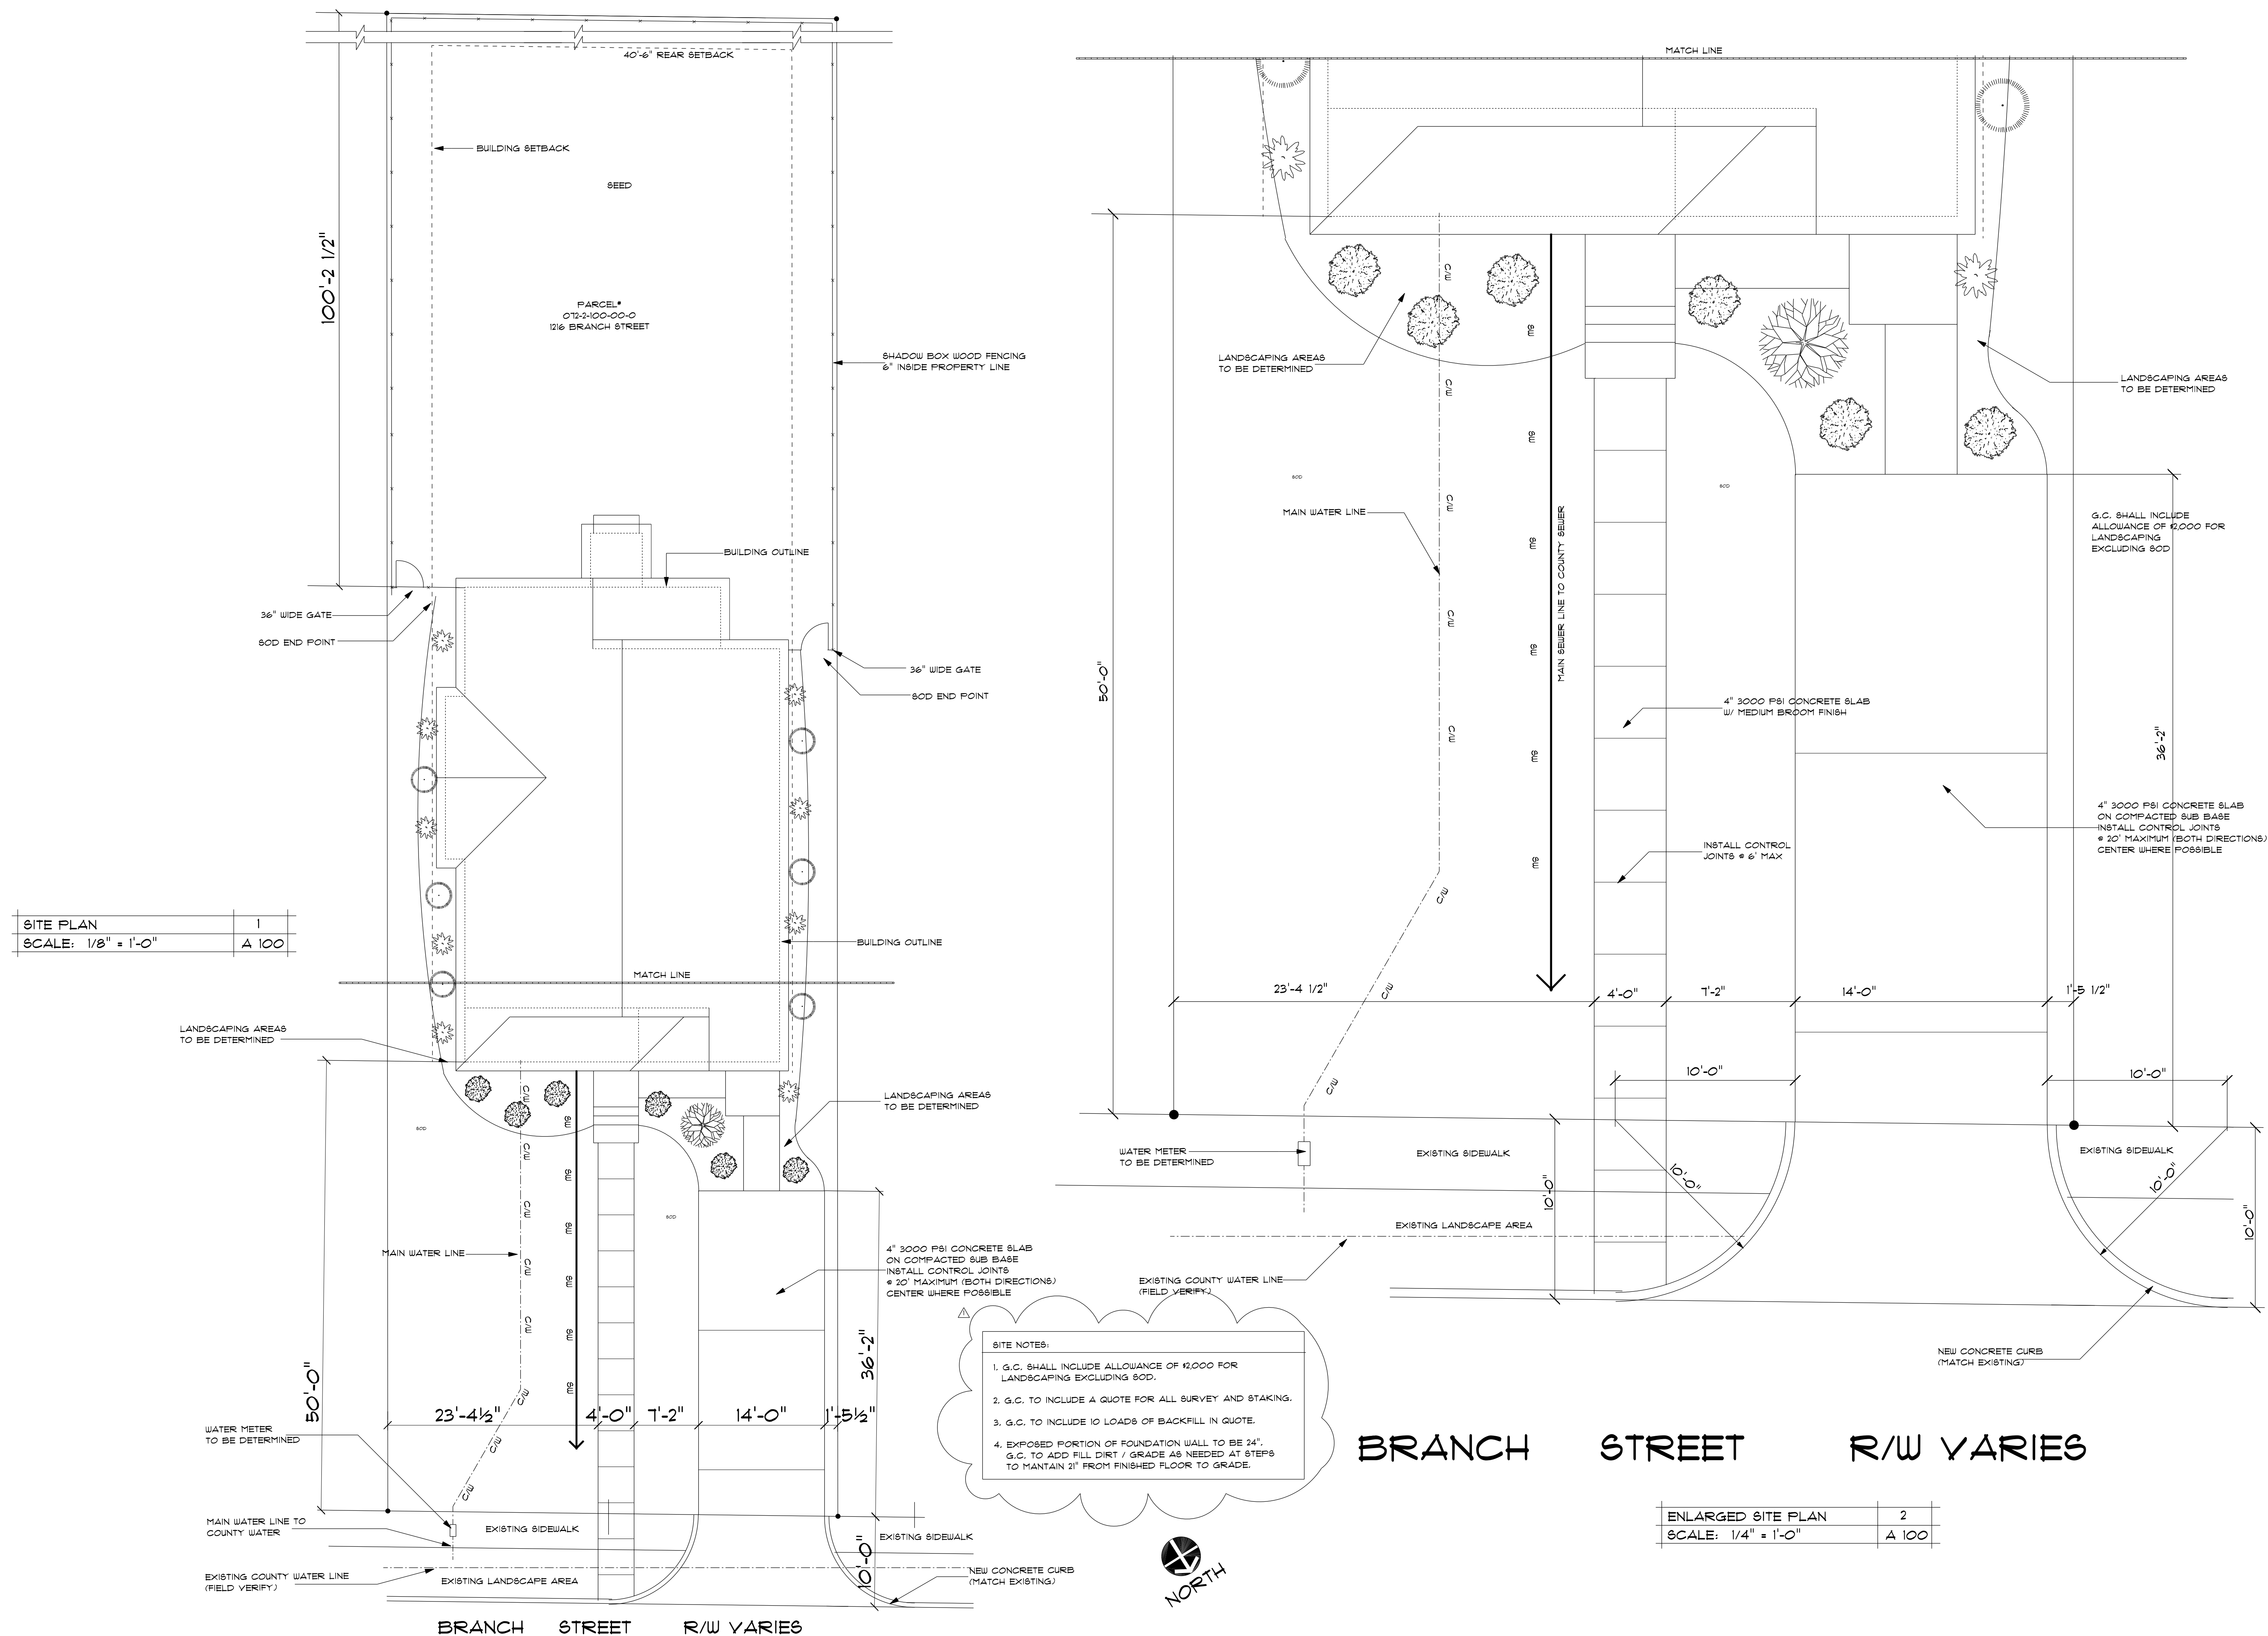 40'-6" REAR SETBACK
BUILDING SETBACK
SEED
100'-2 1/2"
PARCEL#
072-2-100-00-0
1216 BRANCH STREET
SHADOW BOX WOOD FENCING
6" INSIDE PROPERTY LINE
BUILDING OUTLINE
36" WIDE GATE
SOD END POINT
36" WIDE GATE
SOD END POINT
SITE PLAN 1
SCALE: 1/8" = 1'-0" A 100
BUILDING OUTLINE
MATCH LINE
LANDSCAPING AREAS
TO BE DETERMINED
LANDSCAPING AREAS
TO BE DETERMINED
C/W
SW
SOD
C/W
SW
C/W
SOD
SW
MAIN WATER LINE
4" 3000 PSI CONCRETE SLAB
ON COMPACTED SUB BASE
INSTALL CONTROL JOINTS
@ 20' MAXIMUM (BOTH DIRECTIONS)
CENTER WHERE POSSIBLE
C/W
SW
C/W
SW
50'-0"
36'-2"
SW
C/W
23'-4½" 4'-0" 7'-2" 14'-0" 1'-5½"
WATER METER
TO BE DETERMINED
C/W
C/W
MAIN WATER LINE TO
COUNTY WATER
EXISTING SIDEWALK
EXISTING SIDEWALK
10'-0"
EXISTING COUNTY WATER LINE
(FIELD VERIFY)
EXISTING LANDSCAPE AREA
NEW CONCRETE CURB
(MATCH EXISTING)
BRANCH STREET R/W VARIES
SITE NOTES:
1. G.C. SHALL INCLUDE ALLOWANCE OF $2,000 FOR
LANDSCAPING EXCLUDING SOD.
2. G.C. TO INCLUDE A QUOTE FOR ALL SURVEY AND STAKING.
3. G.C. TO INCLUDE 10 LOADS OF BACKFILL IN QUOTE.
4. EXPOSED PORTION OF FOUNDATION WALL TO BE 24".
G.C. TO ADD FILL DIRT / GRADE AS NEEDED AT STEPS
TO MANTAIN 21" FROM FINISHED FLOOR TO GRADE.
NORTH
MATCH LINE
C/W
SW
LANDSCAPING AREAS
TO BE DETERMINED
LANDSCAPING AREAS
TO BE DETERMINED
C/W
SW
SOD
SOD
C/W
MAIN WATER LINE
G.C. SHALL INCLUDE
ALLOWANCE OF $2,000 FOR
LANDSCAPING
EXCLUDING SOD
SW
MAIN SEWER LINE TO COUNTY SEWER
C/W
SW
50'-0"
4" 3000 PSI CONCRETE SLAB
W/ MEDIUM BROOM FINISH
C/W
SW
36'-2"
4" 3000 PSI CONCRETE SLAB
ON COMPACTED SUB BASE
INSTALL CONTROL JOINTS
@ 20' MAXIMUM (BOTH DIRECTIONS)
CENTER WHERE POSSIBLE
INSTALL CONTROL
JOINTS @ 6' MAX
SW
C/W
C/W
23'-4 1/2" 4'-0" 7'-2" 14'-0" 1'-5 1/2"
C/W
10'-0"
10'-0"
WATER METER
TO BE DETERMINED
EXISTING SIDEWALK
EXISTING SIDEWALK
10'-0"
10'-0"
10'-0"
10'-0"
EXISTING LANDSCAPE AREA
EXISTING COUNTY WATER LINE
(FIELD VERIFY)
NEW CONCRETE CURB
(MATCH EXISTING)
BRANCH STREET R/W VARIES
ENLARGED SITE PLAN 2
SCALE: 1/4" = 1'-0" A 100